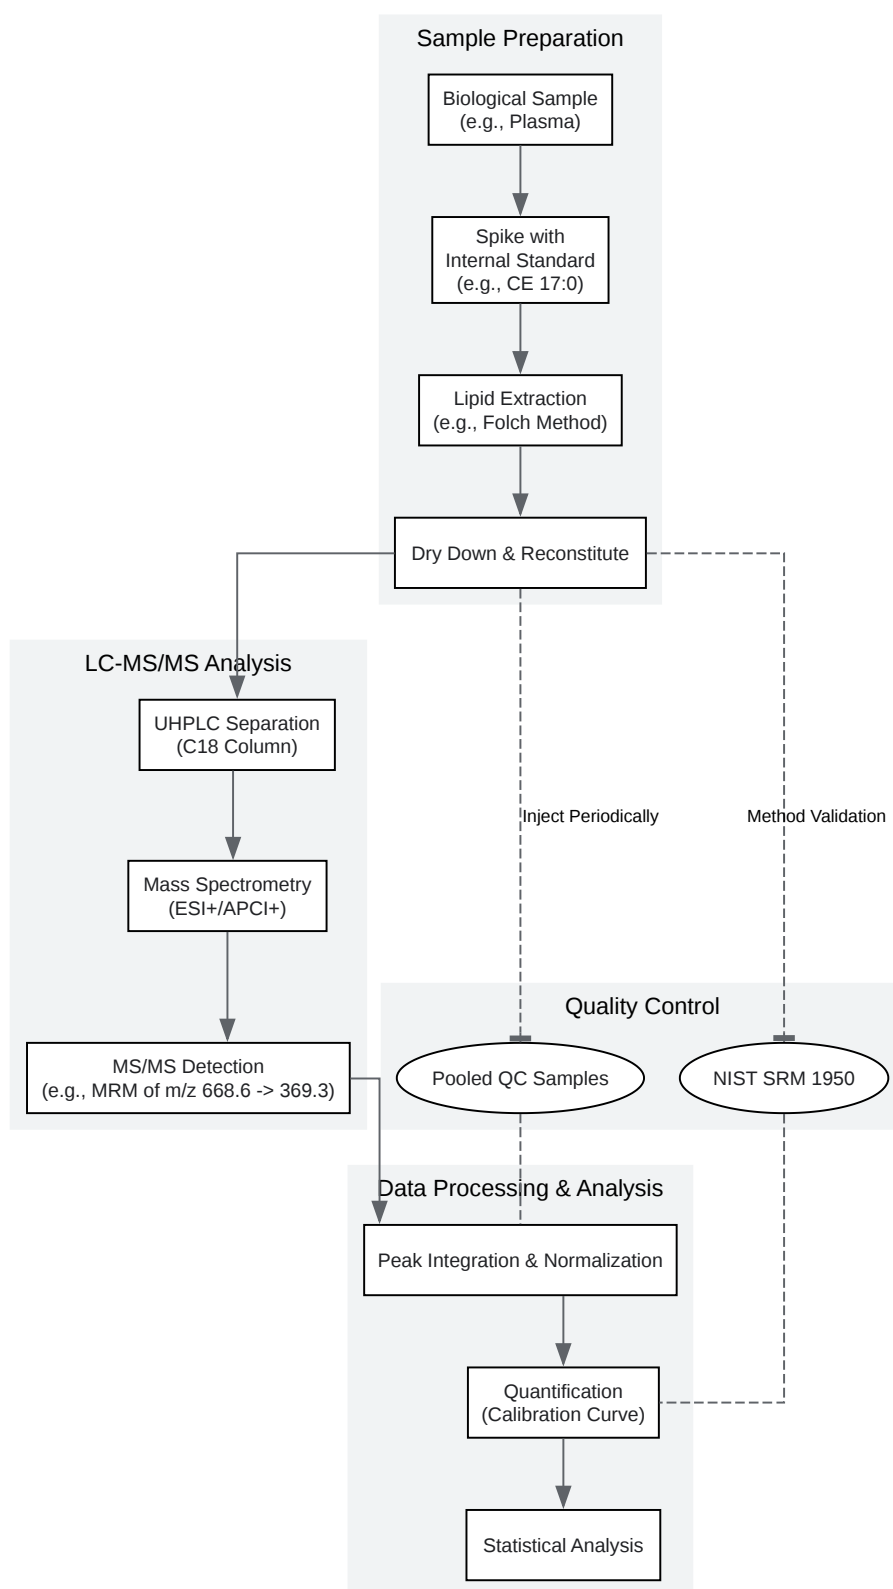 Sample Preparation
Biological Sample
(e.g., Plasma)
Spike with
Internal Standard
(e.g., CE 17:0)
Lipid Extraction
(e.g., Folch Method)
Dry Down & Reconstitute
LC-MS/MS Analysis
UHPLC Separation
(C18 Column)
Inject Periodically
Method Validation
Mass Spectrometry
(ESI+/APCI+)
Quality Control
MS/MS Detection
(e.g., MRM of m/z 668.6 -> 369.3)
Pooled QC Samples
NIST SRM 1950
Data Processing & Analysis
Peak Integration & Normalization
Quantification
(Calibration Curve)
Statistical Analysis